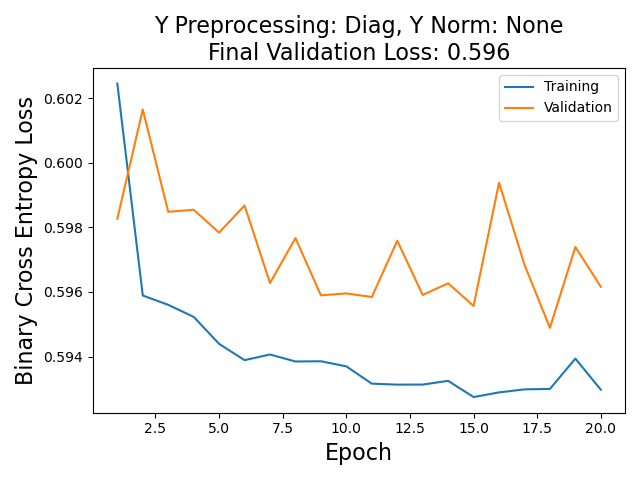 Y Preprocessing: Diag, Y Norm: None
Final Validation Loss: 0.596
Training
Validation
Binary Cross Entropy Loss
0.602
0.600
0.598
0.596
0.594
2.5
5.0
7.5
10.0
12.5
15.0
17.5
20.0
Epoch